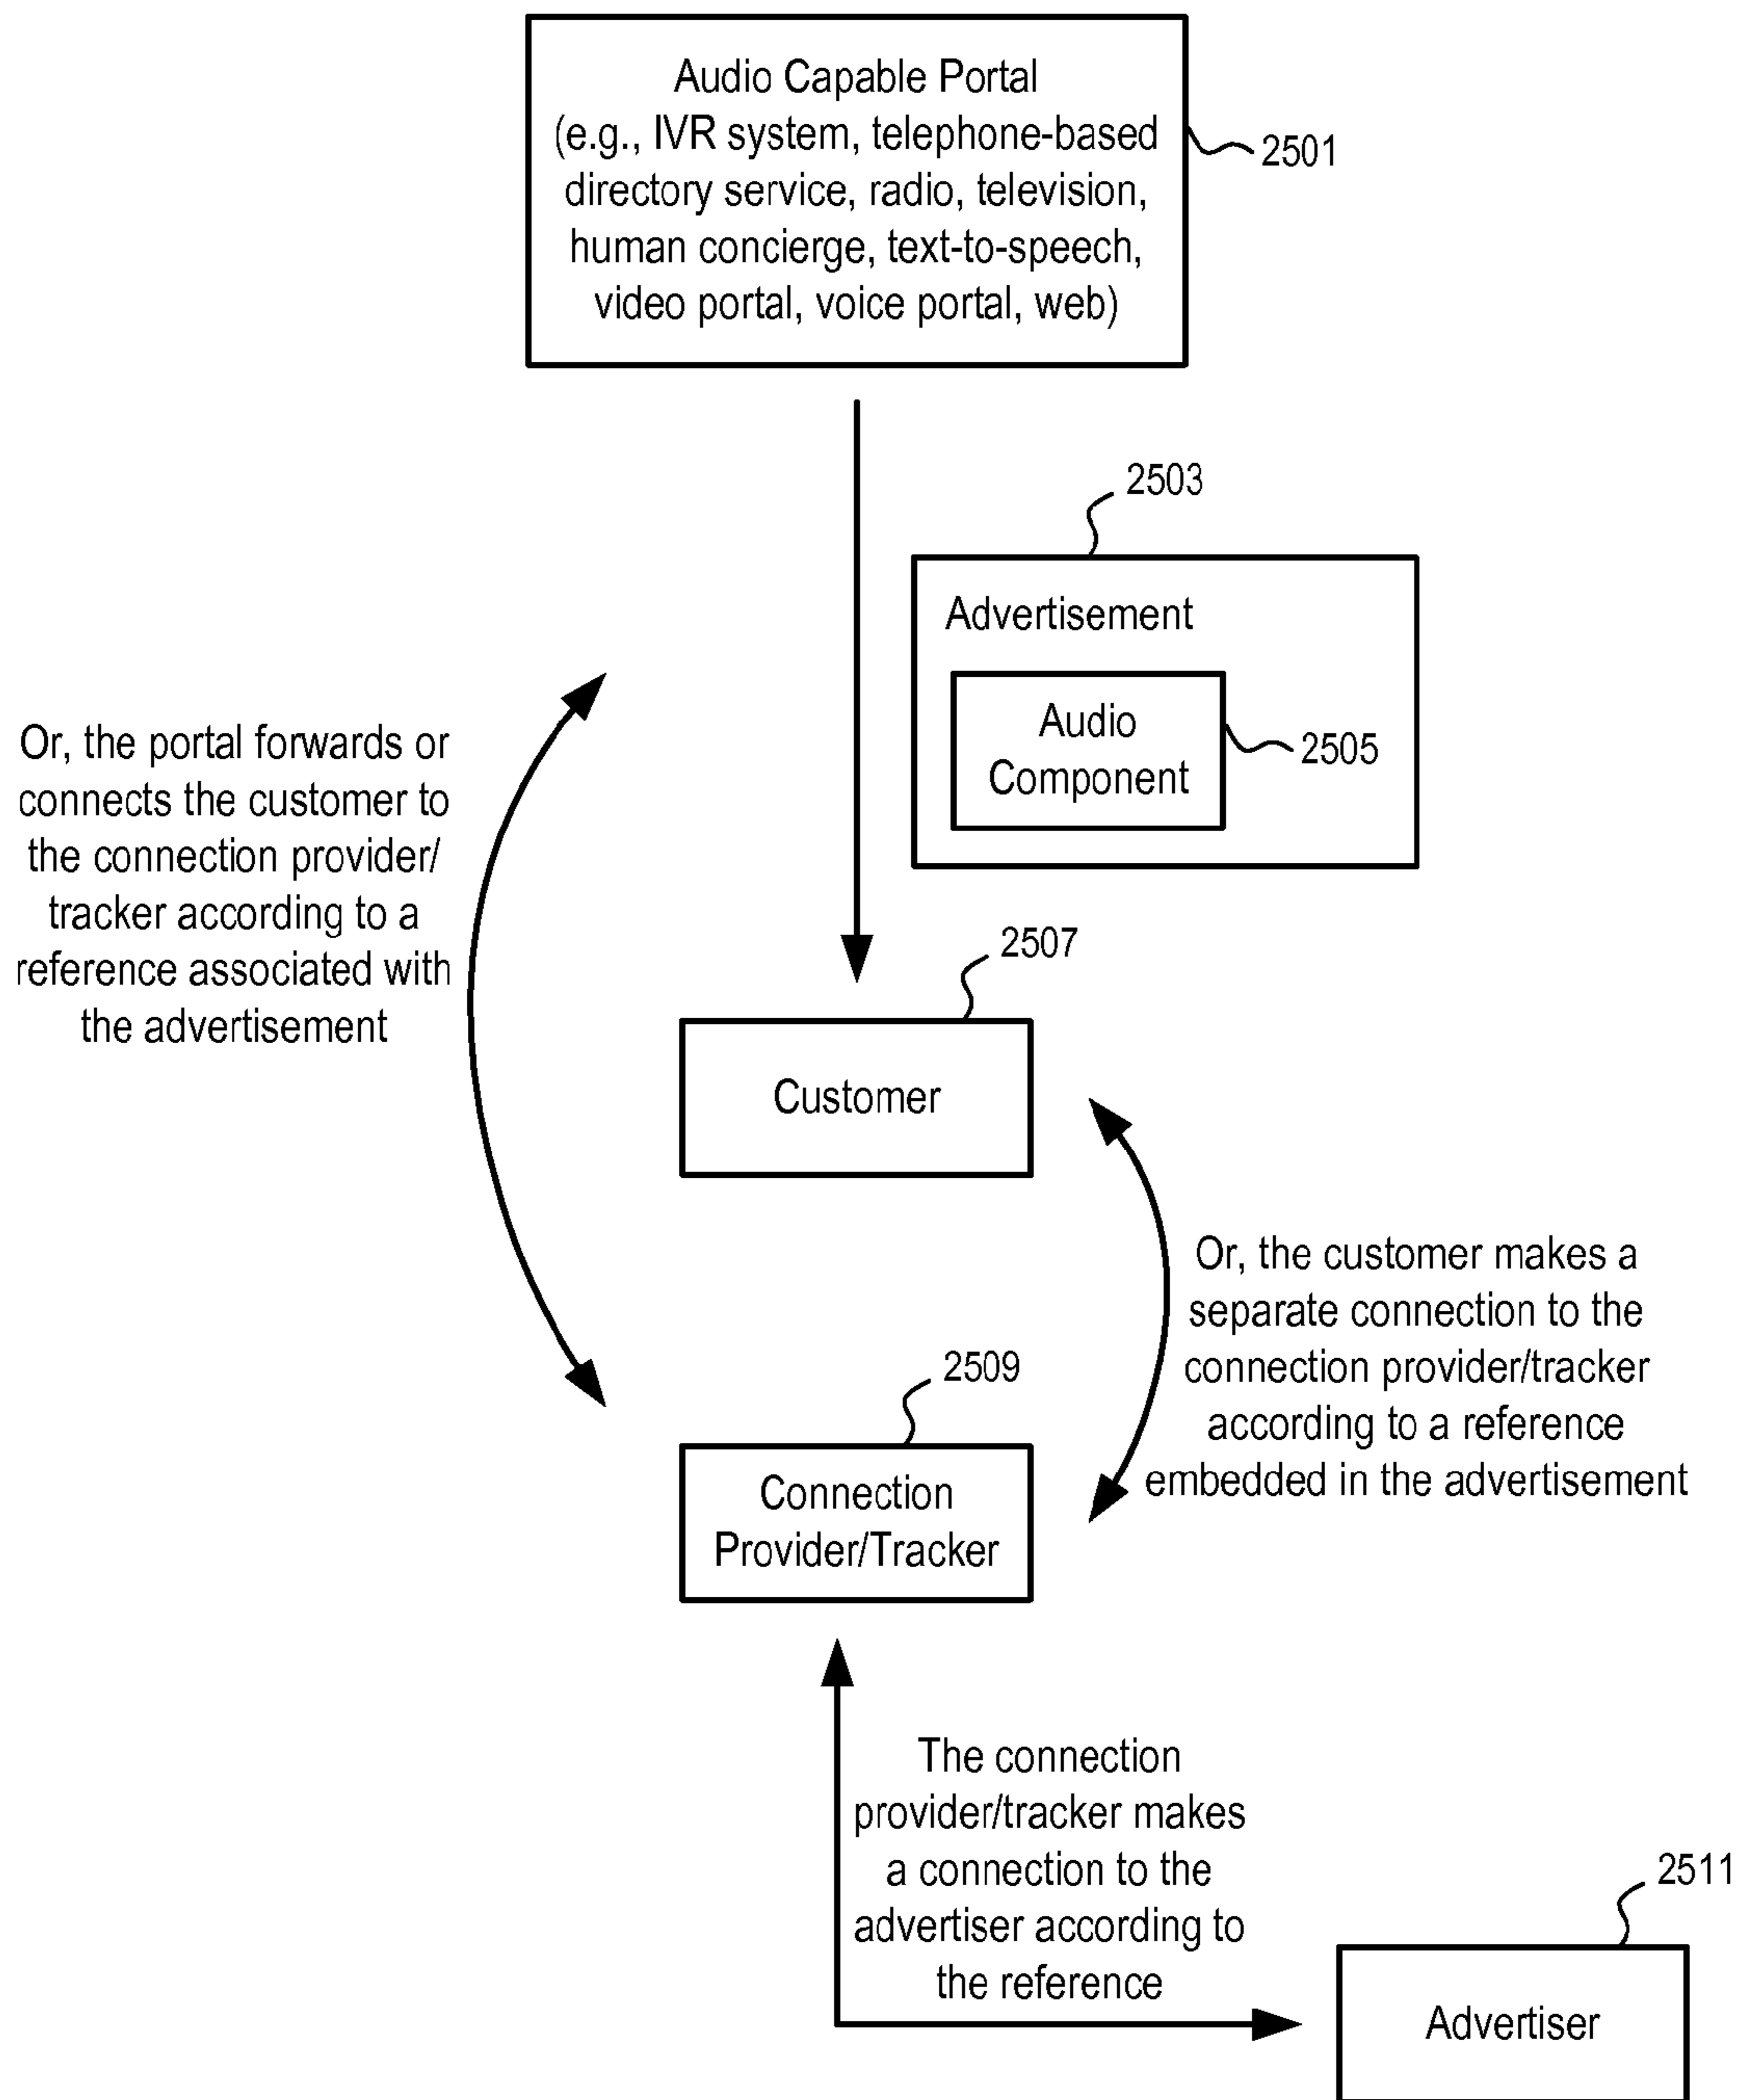 Audio Capable Portal
(e.g., IVR system, telephone-based
directory service, radio, television,
human concierge, text-to-speech,
video portal, voice portal, web)
2501
2503
Advertisement
Audio
Component
2505
Or, the portal forwards or
connects the customer to
the connection provider/
tracker according to a
reference associated with
the advertisement
2507
Customer
Or, the customer makes a
separate connection to the
connection provider/tracker
according to a reference
embedded in the advertisement
2509
Connection
Provider/Tracker
The connection
provider/tracker makes
a connection to the
advertiser according to
the reference
2511
Advertiser